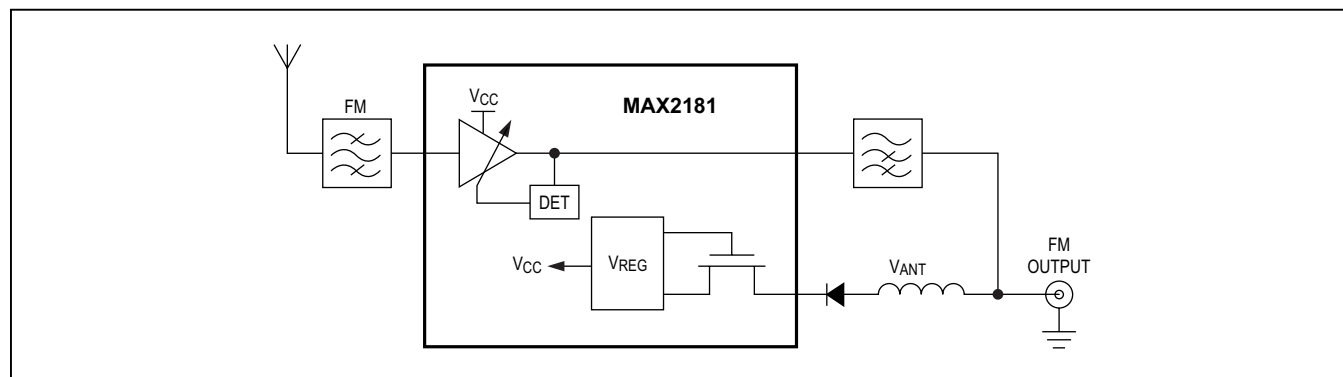 FM
VCC
MAX2181
DET
VCC
VREG
VANT
FM
OUTPUT